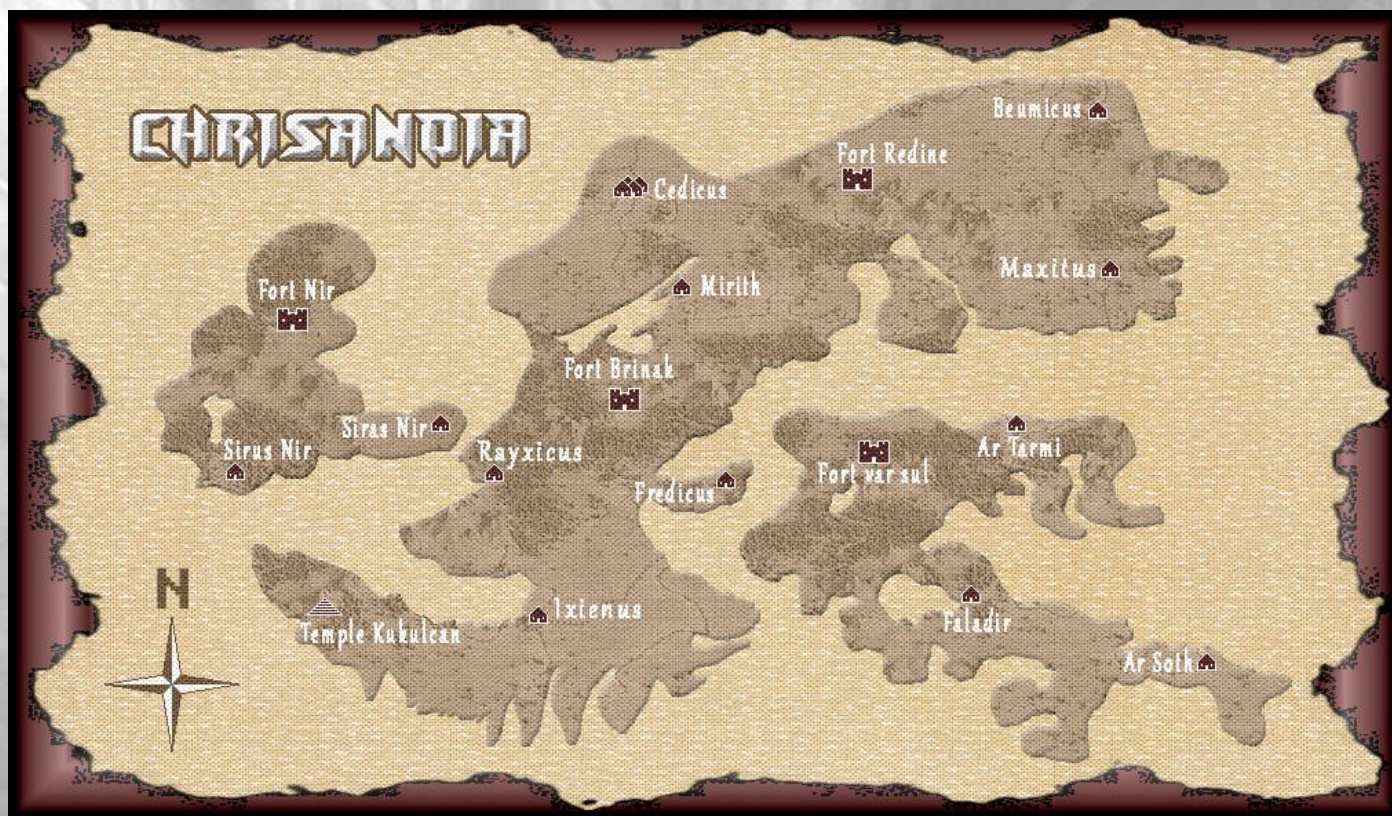 CHRISANDIA
Beumicus
Fort Redine
Cedicus
Maxitus
Mirith
Fort Nir
Fort Brinak
Siras Nir
Sirus Nir
Rayxicus
Ar Tarmi
Fort var sul
Fredicus
N
Ixienus
Faladir
Temple Kukulcan
Ar Soth